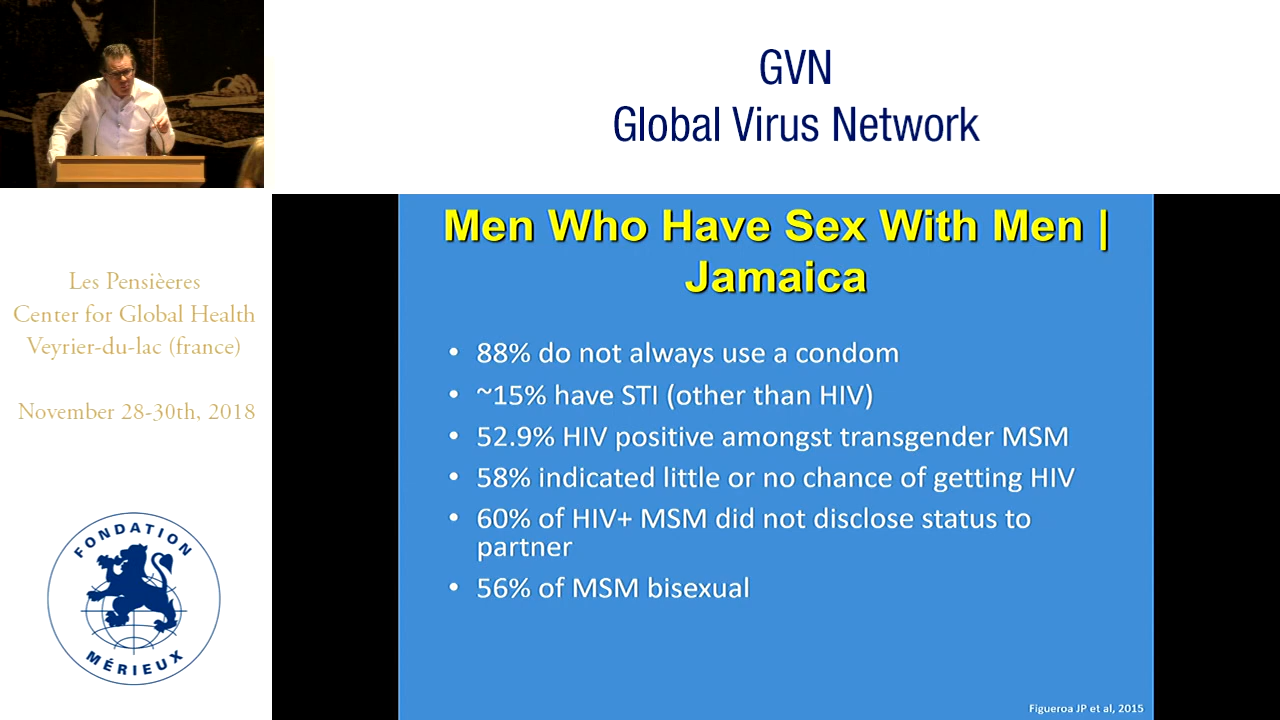 GVN
Global Virus Network
Les Pensièeres
Center for Global Health
Veyrier-du-lac (france)
November 28-30th, 2018
FONDATION
MÉRIEUX
Men Who Have Sex With Men |
Jamaica
• 88% do not always use a condom
• ~15% have STI (other than HIV)
• 52.9% HIV positive amongst transgender MSM
• 58% indicated little or no chance of getting HIV
• 60% of HIV+ MSM did not disclose status to
partner
• 56% of MSM bisexual
Figueroa JP et al, 2015